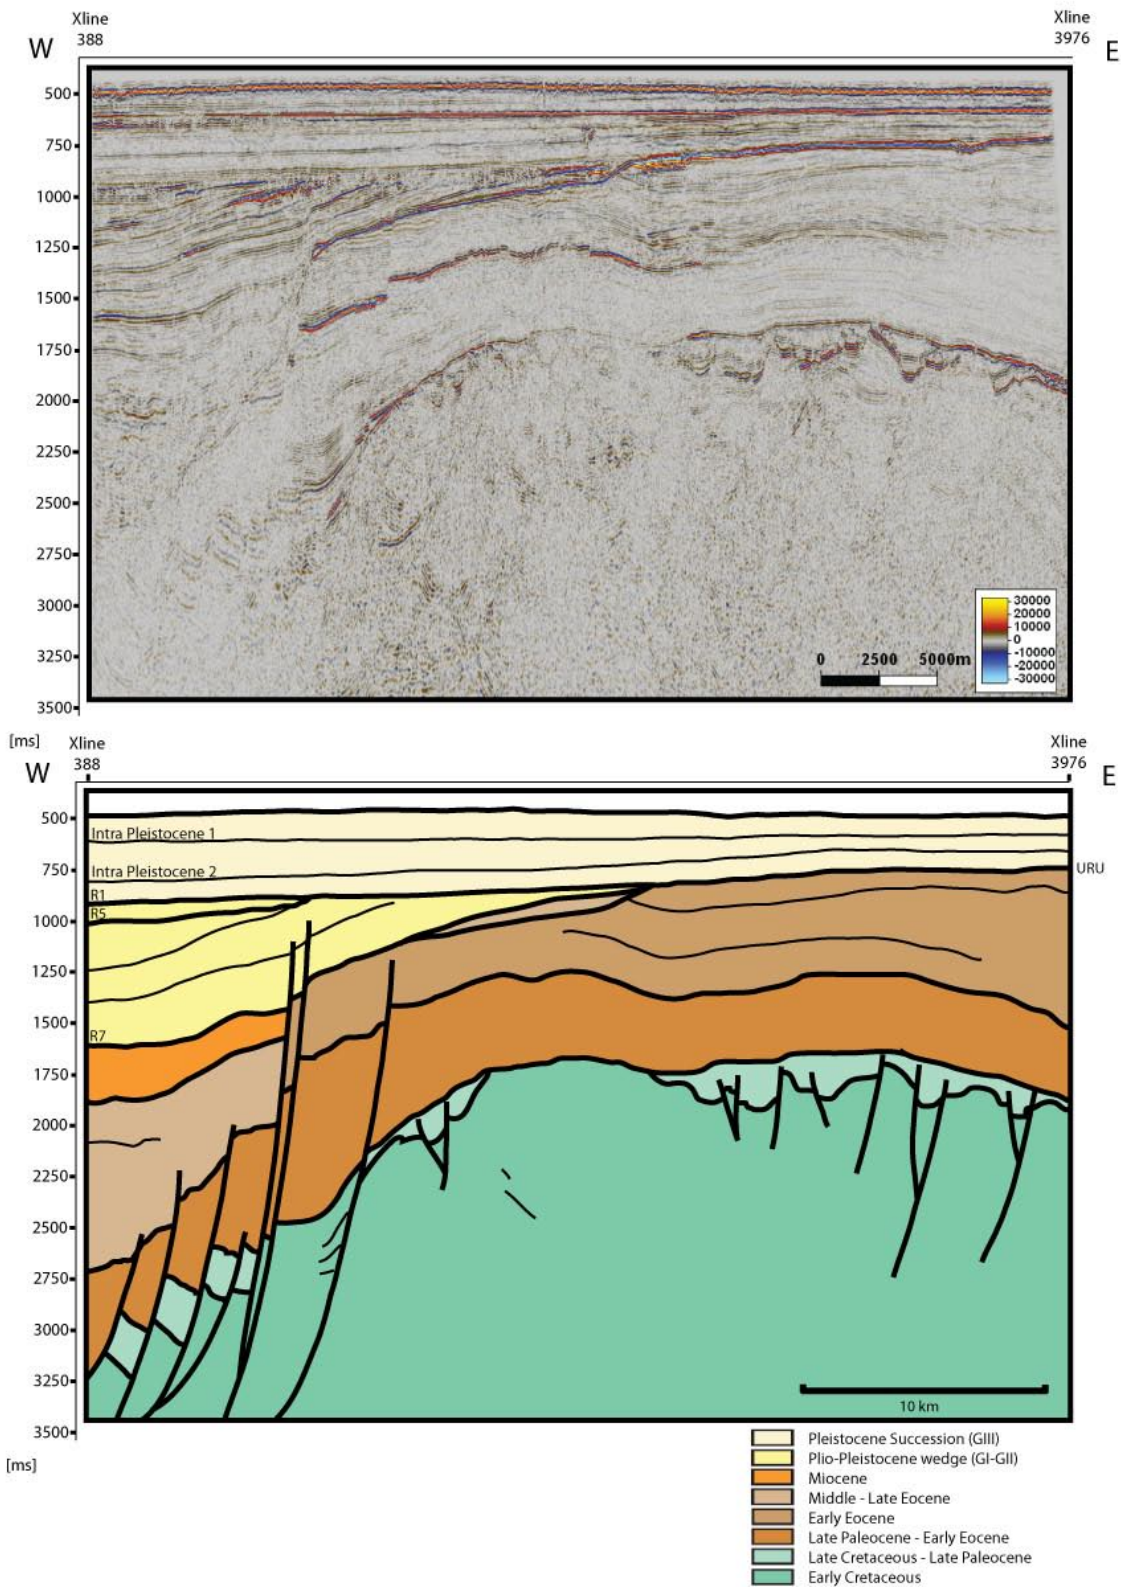 Xline
388
W
Xline
3976
E
500
750
1000
1250
1500
1750
2000
2250
2500
2750
3000
3250
3500
[ms]
30000
20000
10000
0
-10000
-20000
-30000
0 2500 5000m
Xline
388
W
Xline
3976
E
500
750
1000
1250
1500
1750
2000
2250
2500
2750
3000
3250
3500
[ms]
Intra Pleistocene 1
Intra Pleistocene 2
URU
R1
R5
R7
10 km
Pleistocene Succession (GIII)
Plio-Pleistocene wedge (GI-GII)
Miocene
Middle - Late Eocene
Early Eocene
Late Paleocene - Early Eocene
Late Cretaceous - Late Paleocene
Early Cretaceous